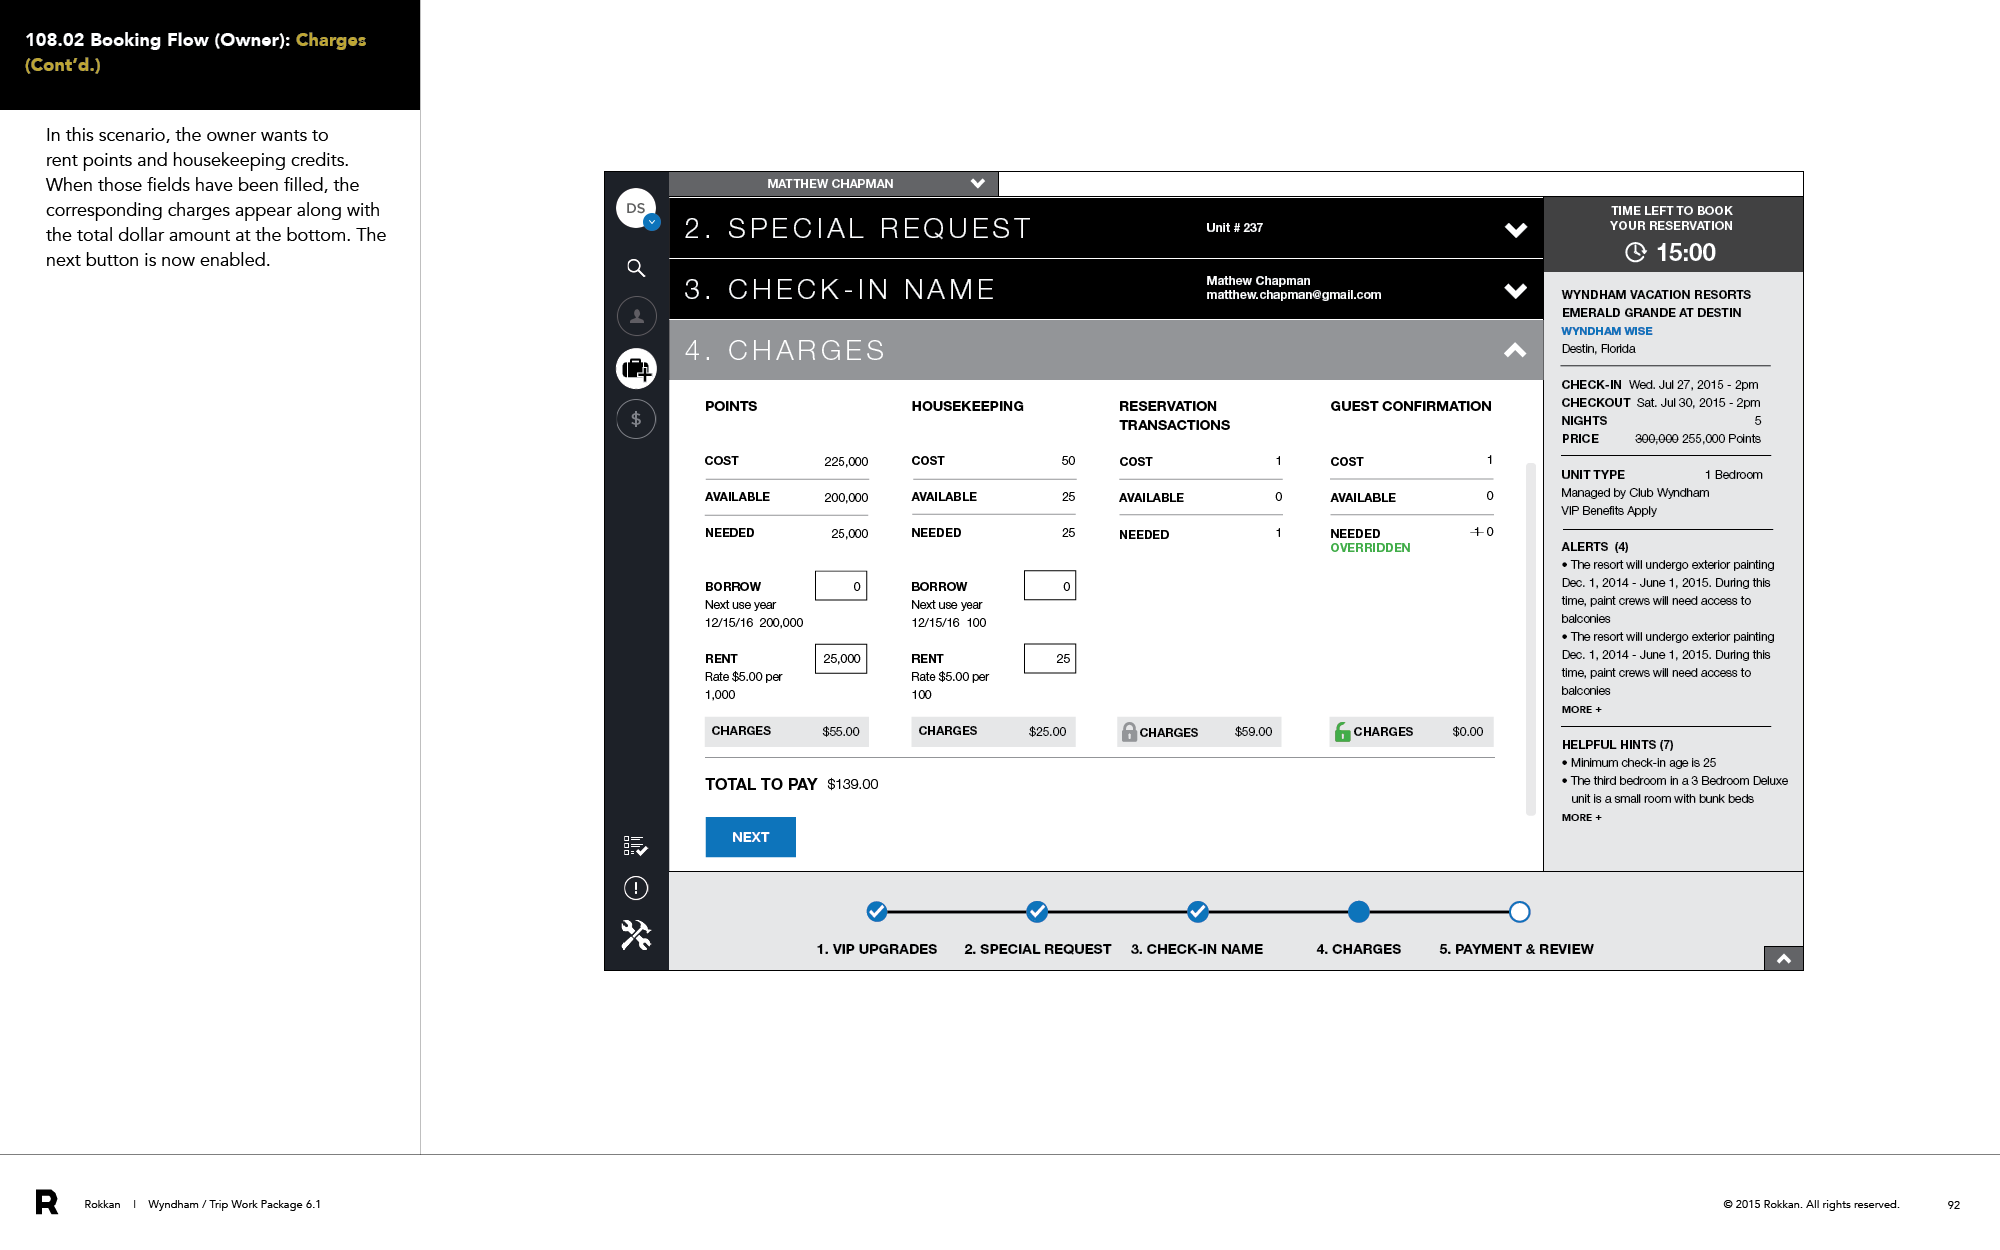 108.02 Booking Flow (Owner): Charges
(Cont’d.)
In this scenario, the owner wants to
rent points and housekeeping credits.
When those fields have been filled, the
corresponding charges appear along with
the total dollar amount at the bottom. The
next button is now enabled.
MATTHEW CHAPMAN
DS
2. SPECIAL REQUEST Unit # 237
3. CHECK-IN NAME
Mathew Chapman
matthew.chapman@gmail.com
4. CHARGES
$
POINTS
COST 225,000
AVAILABLE 200,000
NEEDED 25,000
BORROW 0
Next use year
12/15/16 200,000
RENT 25,000
Rate $5.00 per
1,000
CHARGES $55.00
HOUSEKEEPING
COST 50
AVAILABLE 25
NEEDED 25
BORROW 0
Next use year
12/15/16 100
RENT 25
Rate $5.00 per
100
CHARGES $25.00
RESERVATION
TRANSACTIONS
COST 1
AVAILABLE 0
NEEDED 1
CHARGES $59.00
GUEST CONFIRMATION
COST 1
AVAILABLE 0
NEEDED 1 0
OVERRIDDEN
CHARGES $0.00
TOTAL TO PAY $139.00
NEXT
TIME LEFT TO BOOK
YOUR RESERVATION
15:00
WYNDHAM VACATION RESORTS
EMERALD GRANDE AT DESTIN
WYNDHAM WISE
Destin, Florida
CHECK-IN Wed. Jul 27, 2015 - 2pm
CHECKOUT Sat. Jul 30, 2015 - 2pm
NIGHTS 5
PRICE 300,000 255,000 Points
UNIT TYPE 1 Bedroom
Managed by Club Wyndham
VIP Benefits Apply
ALERTS (4)
• The resort will undergo exterior painting
Dec. 1, 2014 - June 1, 2015. During this
time, paint crews will need access to
balconies
• The resort will undergo exterior painting
Dec. 1, 2014 - June 1, 2015. During this
time, paint crews will need access to
balconies
MORE +
HELPFUL HINTS (7)
• Minimum check-in age is 25
• The third bedroom in a 3 Bedroom Deluxe
unit is a small room with bunk beds
MORE +
1. VIP UPGRADES 2. SPECIAL REQUEST 3. CHECK-IN NAME 4. CHARGES 5. PAYMENT & REVIEW
R Rokkan | Wyndham / Trip Work Package 6.1 © 2015 Rokkan. All rights reserved. 92